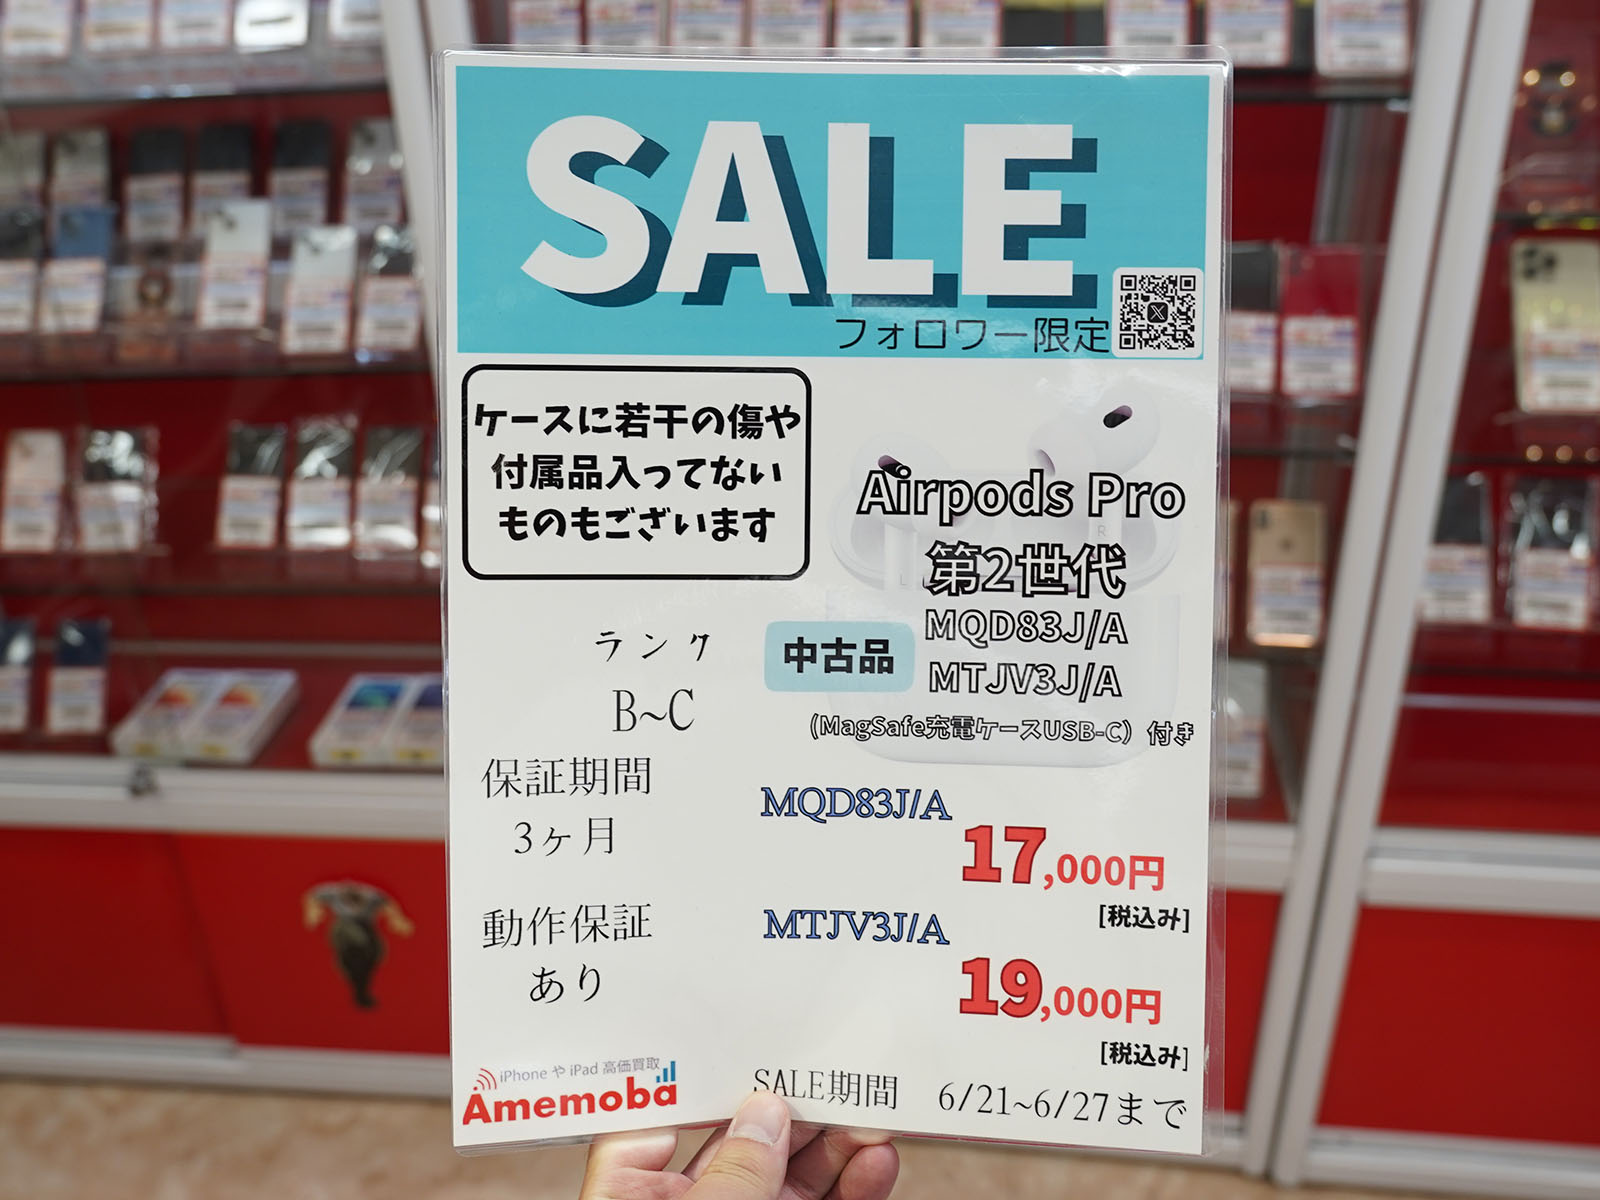 SALE
フォロワー限定
ケースに若干の傷や
付属品入ってない
ものもございます
Airpods Pro
第2世代
MQD83J/A
MTJV3J/A
中古品
(MagSafe充電ケースUSB-C) 付き
ランク
B~C
保証期間
3ヶ月
動作保証
あり
MQD83J/A
17,000円
[税込み]
MTJV3J/A
19,000円
[税込み]
iPhone や iPad 高価買取
Amemoba
SALE期間 6/21~6/27まで